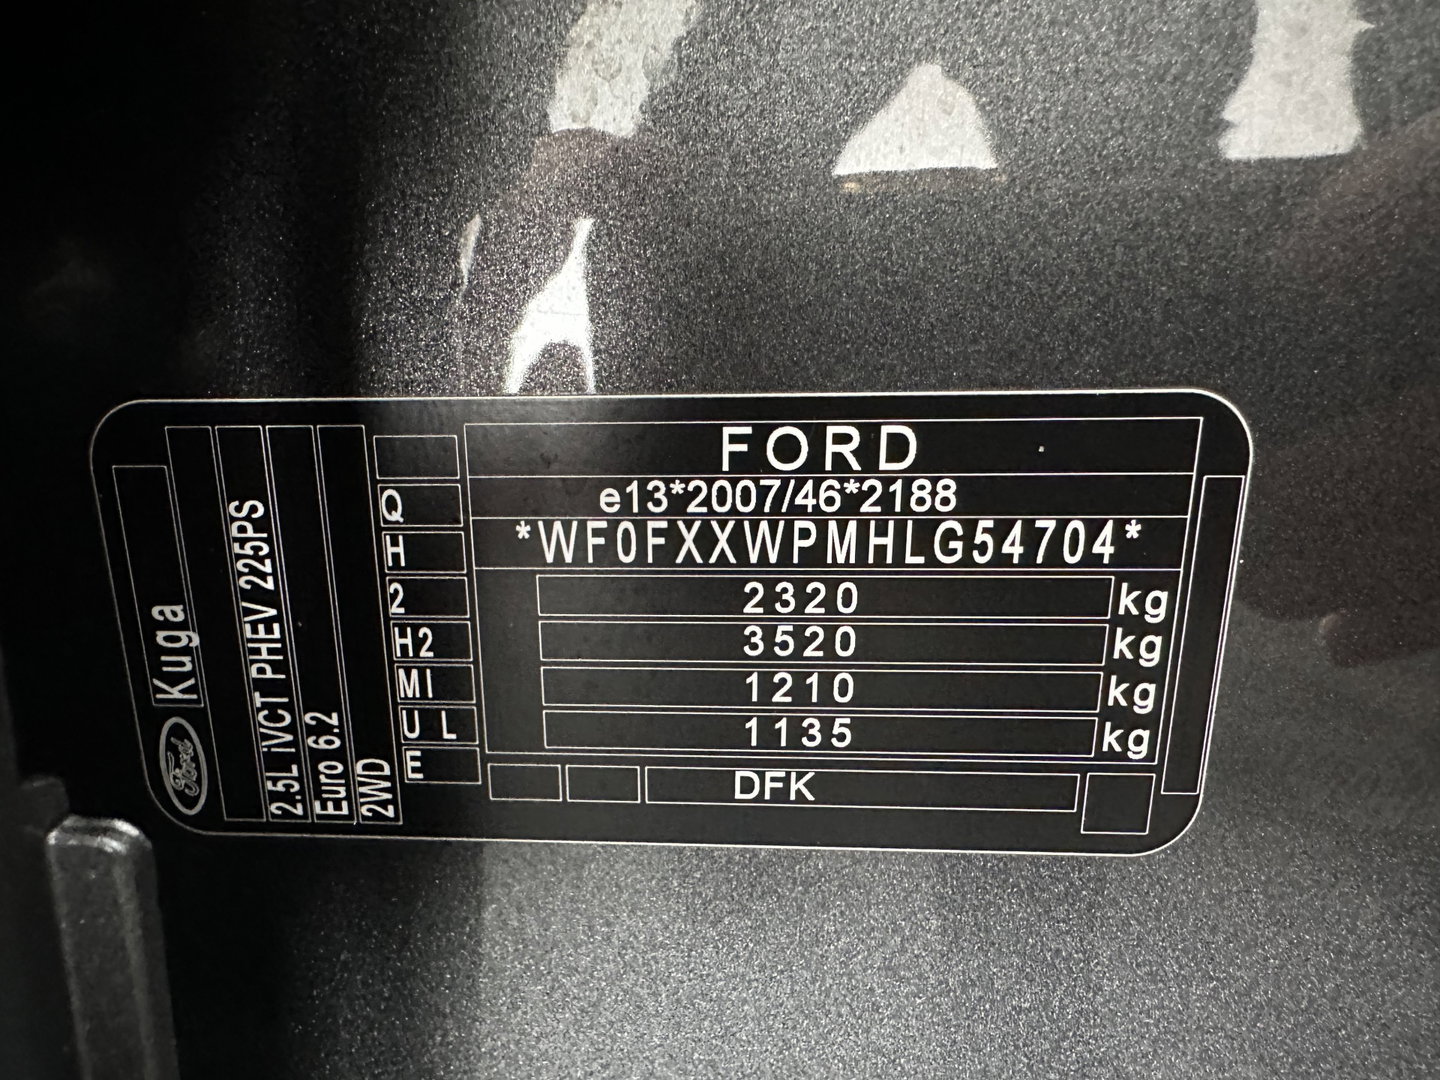 FORD
e13*2007/46*2188
*WF0FXXWPMHLG54704*
2320 kg
3520 kg
1210 kg
1135 kg
DFK
Q
H
2
H2
MI
U L
E
Ford Kuga
2.5L iVCT PHEV 225PS
Euro 6.2
2WD